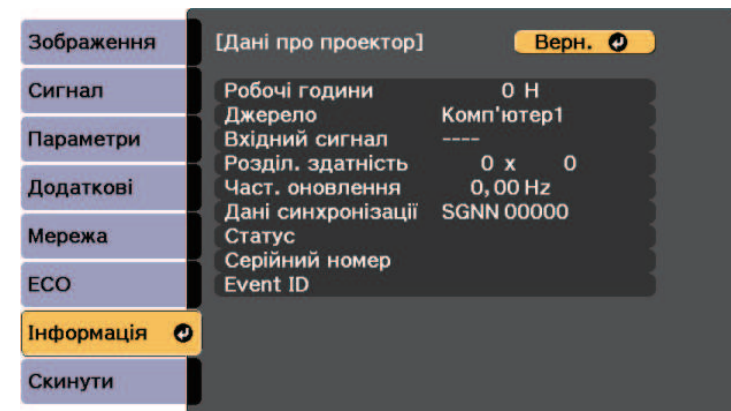 Зображення
Сигнал
Параметри
Додаткові
Мережа
ECO
Інформація
Скинути
[Дані про проектор]
Верн.
Робочі години 0 H
Джерело Комп'ютер1
Вхідний сигнал ----
Розділ. здатність 0 x 0
Част. оновлення 0,00 Hz
Дані синхронізації SGNN 00000
Статус
Серійний номер
Event ID